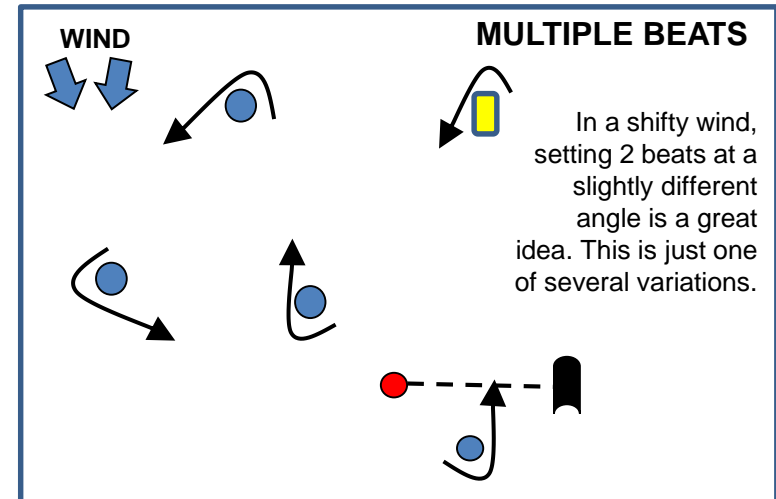 WIND
MULTIPLE BEATS
In a shifty wind,
setting 2 beats at a
slightly different
angle is a great
idea. This is just one
of several variations.